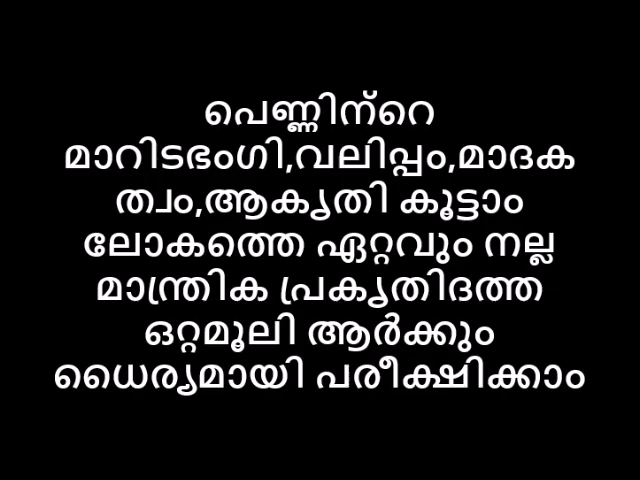 പെണ്ണിന്റെ
മാറിടഭംഗി,വലിപ്പം,മാദക
ത്വം,ആകൃതി കൂട്ടാം
ലോകത്തെ ഏറ്റവും നല്ല
മാന്ത്രിക പ്രകൃതിദത്ത
ഒറ്റമൂലി ആർക്കും
ധൈര്യമായി പരീക്ഷിക്കാം